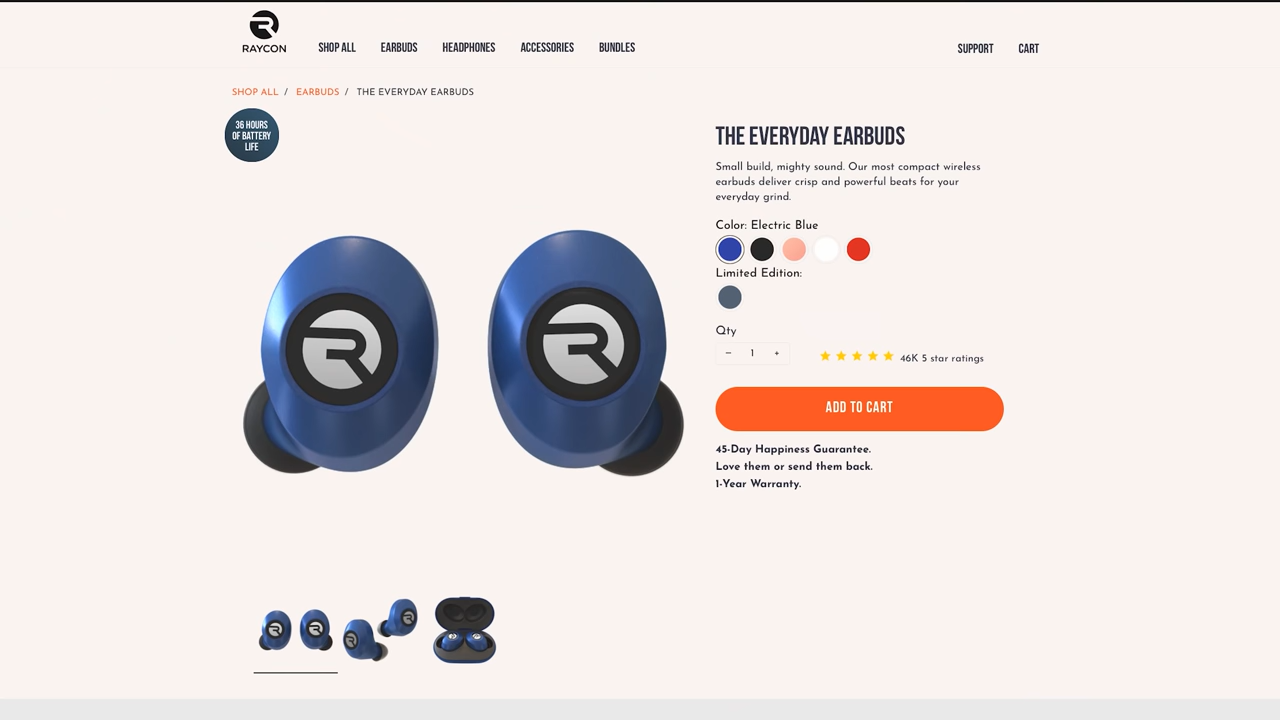 RAYCON
SHOP ALL
EARBUDS
HEADPHONES
ACCESSORIES
BUNDLES
SUPPORT
CART
SHOP ALL / EARBUDS / THE EVERYDAY EARBUDS
36 HOURS
OF BATTERY
LIFE
THE EVERYDAY EARBUDS
Small build, mighty sound. Our most compact wireless
earbuds deliver crisp and powerful beats for your
everyday grind.
Color: Electric Blue
Limited Edition:
Qty
− 1 +
46K 5 star ratings
ADD TO CART
45-Day Happiness Guarantee.
Love them or send them back.
1-Year Warranty.